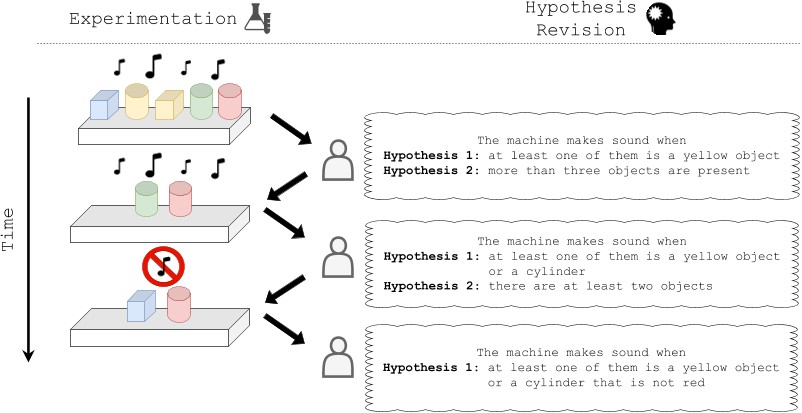 Experimentation
Hypothesis
Revision
Time
The machine makes sound when
Hypothesis 1: at least one of them is a yellow object
Hypothesis 2: more than three objects are present
The machine makes sound when
Hypothesis 1: at least one of them is a yellow object
or a cylinder
Hypothesis 2: there are at least two objects
The machine makes sound when
Hypothesis 1: at least one of them is a yellow object
or a cylinder that is not red